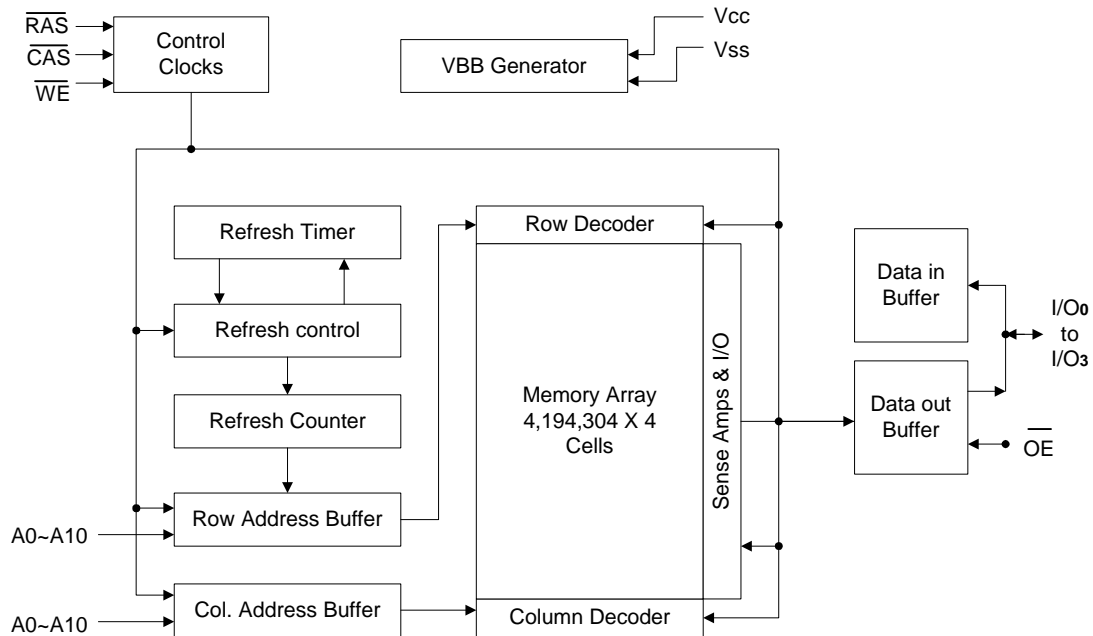 RAS
CAS
WE
Control
Clocks
VBB Generator
Vcc
Vss
Refresh Timer
Refresh control
Refresh Counter
Row Address Buffer
A0~A10
Col. Address Buffer
A0~A10
Row Decoder
Memory Array
4,194,304 X 4
Cells
Sense Amps & I/O
Column Decoder
Data in
Buffer
Data out
Buffer
I/O0
to
I/O3
OE